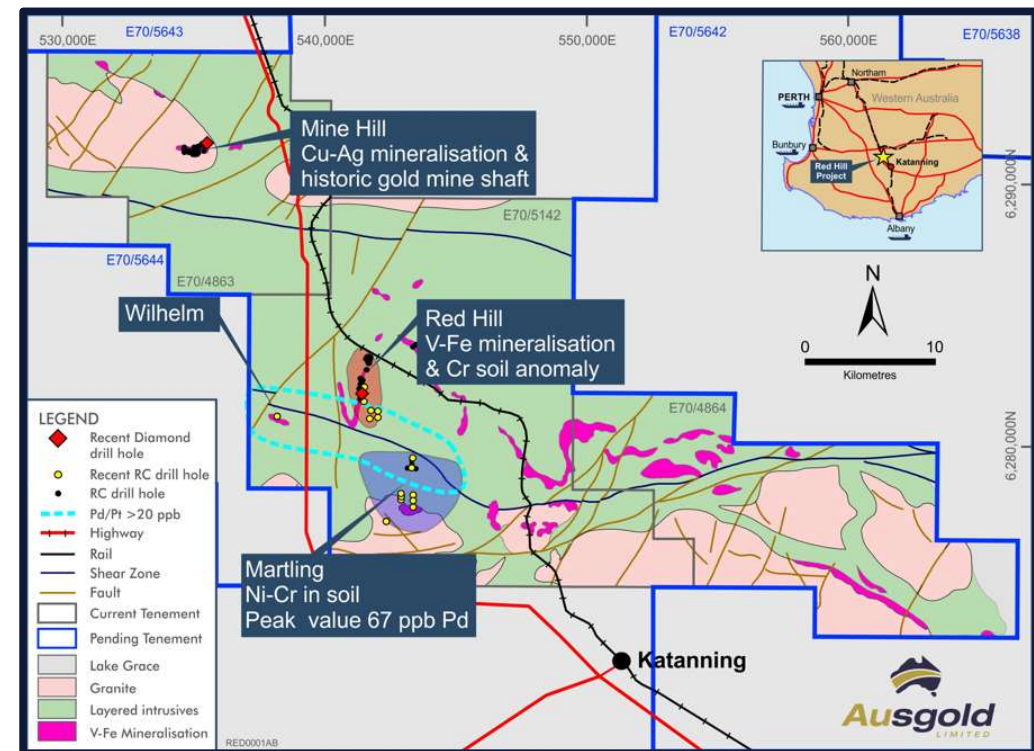 530,000E
E70/5643
540,000E
550,000E
E70/5642
560,000E
E70/5638
Mine Hill
Cu-Ag mineralisation &
historic gold mine shaft
Northam
PERTH
Western Australia
Bunbury
Katanning
Red Hill
Project
Albany
6,290,000N
E70/5142
E70/5644
E70/4863
Wilhelm
Red Hill
V-Fe mineralisation
& Cr soil anomaly
N
0
10
Kilometres
E70/4864
6,280,000N
LEGEND
Recent Diamond
drill hole
Recent RC drill hole
RC drill hole
Pd/Pt >20 ppb
Highway
Rail
Shear Zone
Fault
Current Tenement
Pending Tenement
Lake Grace
Granite
Layered intrusives
V-Fe Mineralisation
Martling
Ni-Cr in soil
Peak value 67 ppb Pd
Katanning
RED0001AB
Ausgold
LIMITED